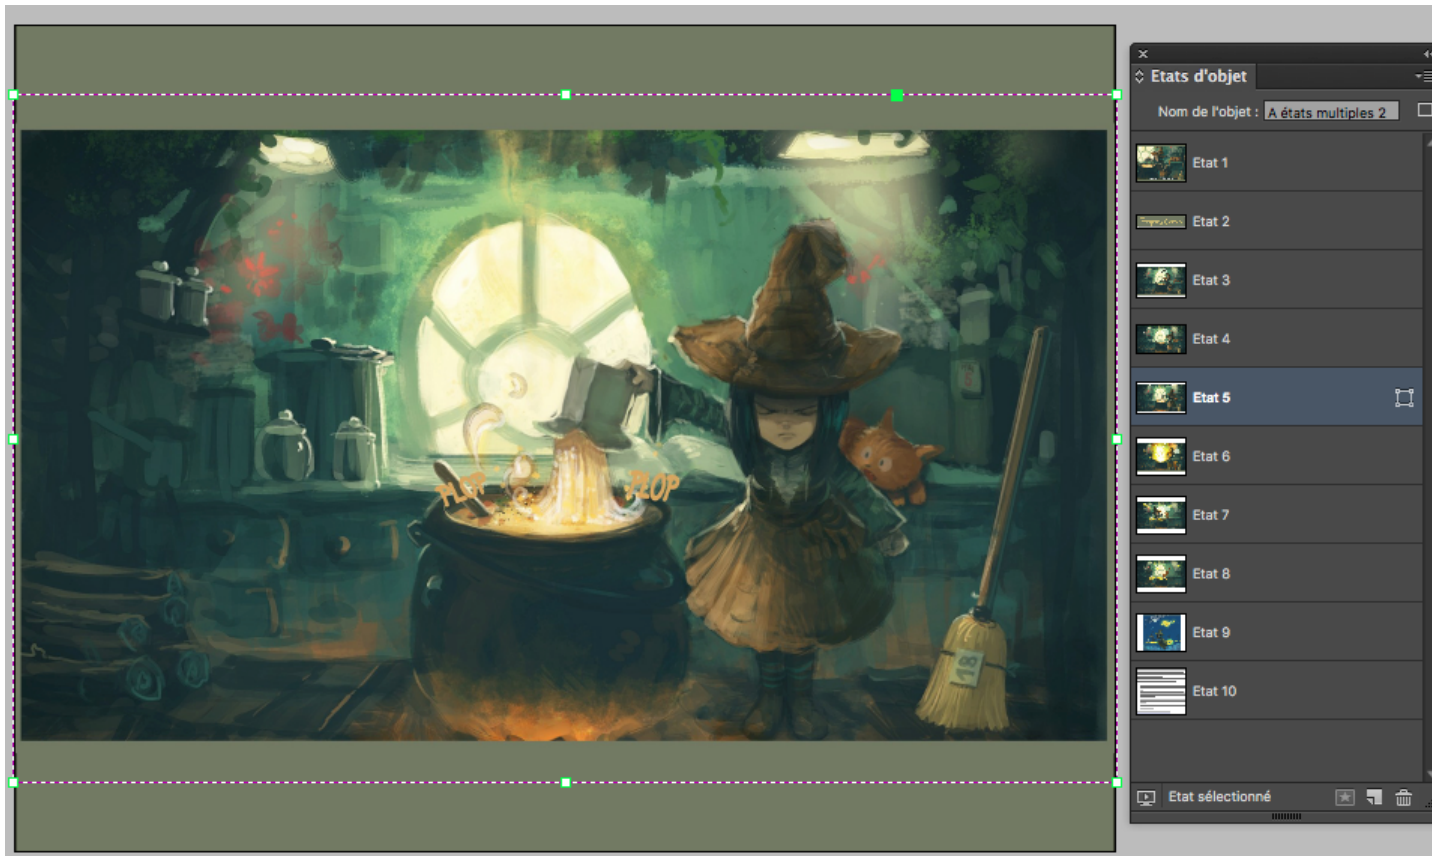 Etats d'objet
Nom de l'objet : A états multiples 2
Etat 1
Etat 2
Etat 3
Etat 4
Etat 5
Etat 6
Etat 7
Etat 8
Etat 9
Etat 10
Etat sélectionné
PLOP
PLOP